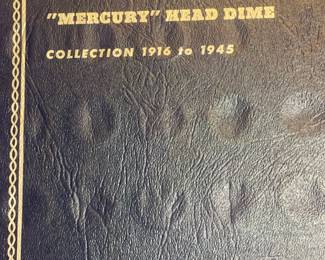 "MERCURY" HEAD DIME
COLLECTION 1916 to 1945